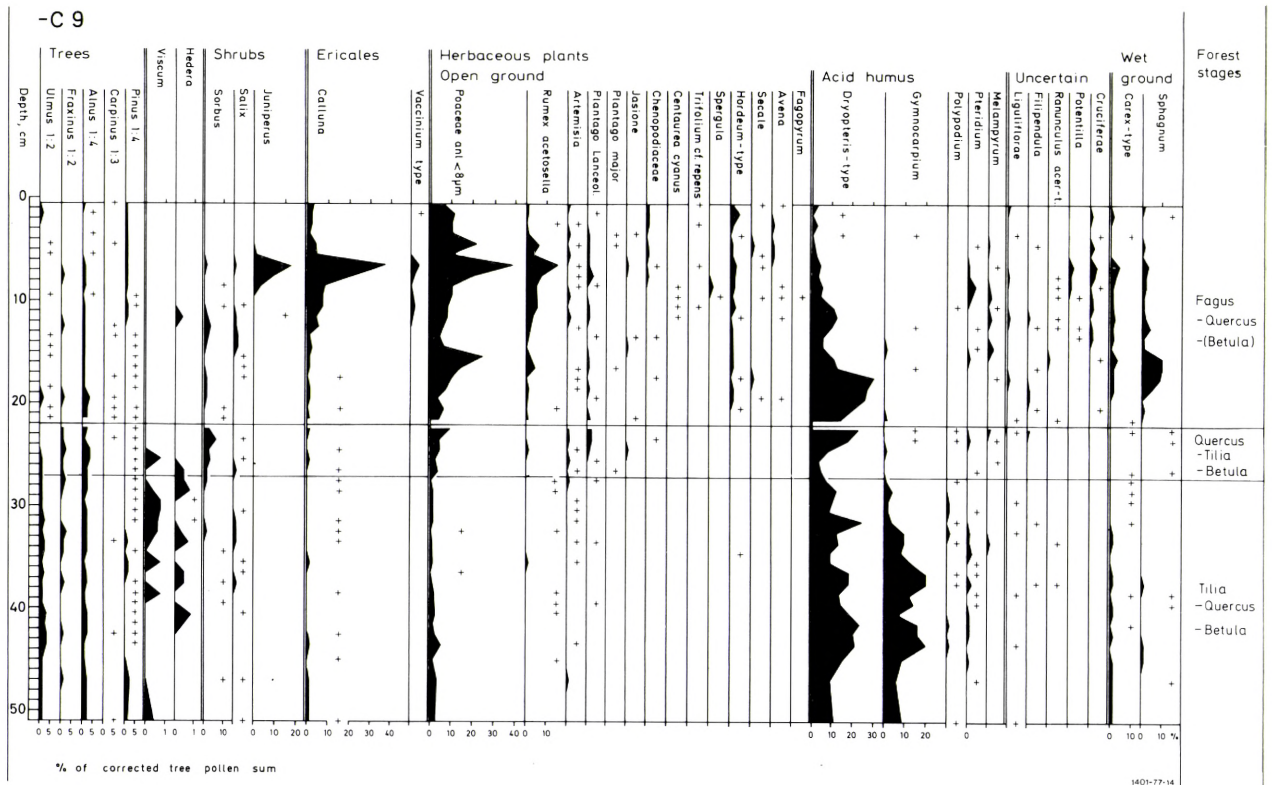 -C 9
Trees
Shrubs
Ericales
Herbaceous plants
Open ground
Acid humus
Uncertain
Wet
ground
Forest
stages
Depth, cm
Ulmus 1:2
Fraxinus 1:2
Alnus 1:4
Carpinus 1:3
Pinus 1:4
Viscum
Hedera
Sorbus
Salix
Juniperus
Calluna
Vaccinium type
Poaceae anl <8µm
Rumex acetosella
Artemisia
Plantago Lanceol.
Plantago major
Jasione
Chenopodiaceae
Centaurea cyanus
Trifolium cf. repens
Spergula
Hordeum-type
Secale
Avena
Fagopyrum
Dryopteris-type
Gymnocarpium
Polypodium
Pteridium
Melampyrum
Liguliflorae
Filipendula
Ranunculus acer-t.
Potentilla
Cruciferae
Carex-type
Sphagnum
0
10
20
30
40
50
Fagus
-Quercus
-(Betula)
Quercus
-Tilia
-Betula
Tilia
-Quercus
-Betula
0 5 0 5 0 5 0 5 0 5 0 1 0 1 0 10 0 10 20 0 10 20 30 40 0 10 20 30 40 0 10 0 10 20 30 0 10 20 0 10 0 10 %
% of corrected tree pollen sum
1401-77-14